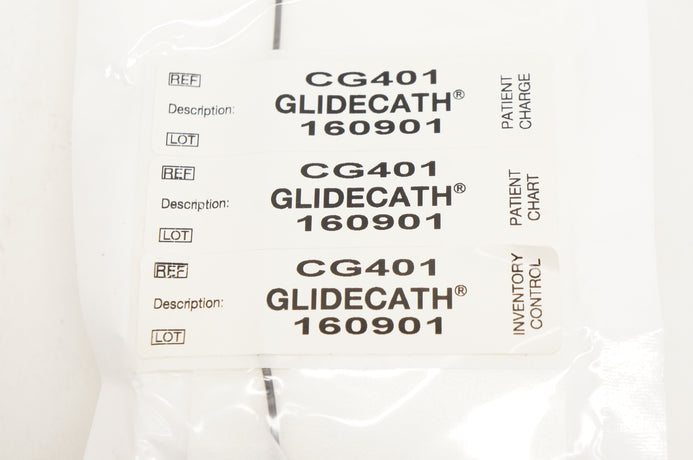 REF CG401
Description: GLIDECATH®
LOT 160901
PATIENT CHARGE
REF CG401
Description: GLIDECATH®
LOT 160901
PATIENT CHART
REF CG401
Description: GLIDECATH®
LOT 160901
INVENTORY CONTROL